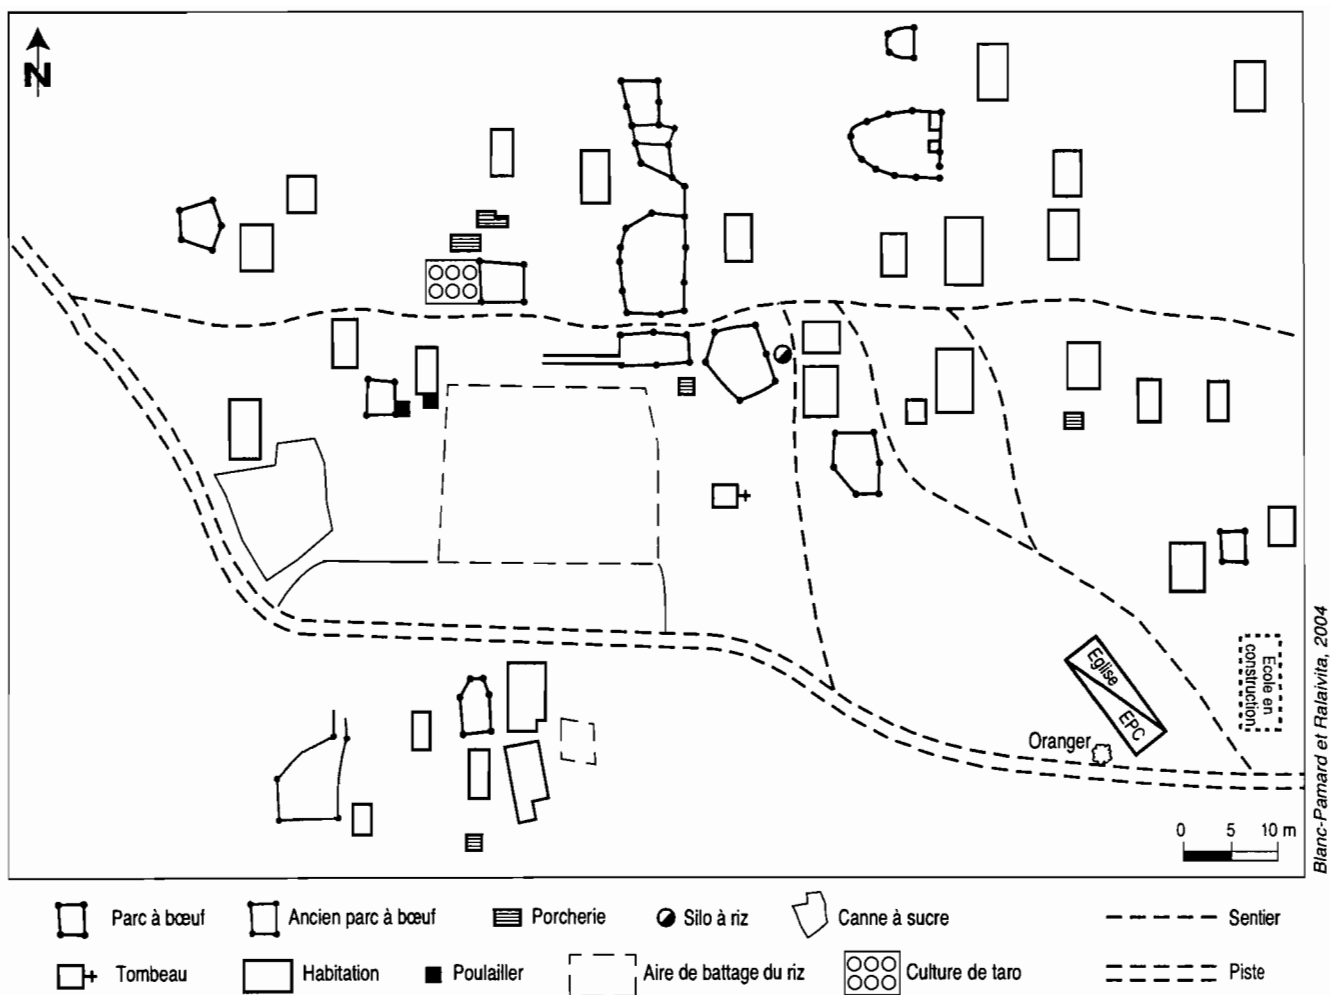 N
Eglise
EPC
Ecole en
construction
Oranger
0 5 10 m
Blanc-Pamard et Ralaivita, 2004
Parc à bœuf
Ancien parc à bœuf
Porcherie
Silo à riz
Canne à sucre
Sentier
Tombeau
Habitation
Poulailler
Aire de battage du riz
Culture de taro
Piste